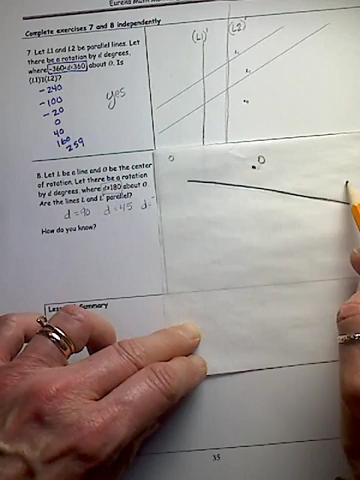 Eureka Math
Complete exercises 7 and 8 independently
7. Let L1 and L2 be parallel lines. Let
there be a rotation by d degrees,
where -360<d<360 about O. Is
(L1)'||(L2)'?
-240
-100
-20
0
40
160
259
yes
(L1)'
(L2)'
8. Let L be a line and O be the center
of rotation. Let there be a rotation
by d degrees, where d≠180 about O.
Are the lines L and L' parallel?
d=90 d=45 d=
How do you know?
O
Summary
35